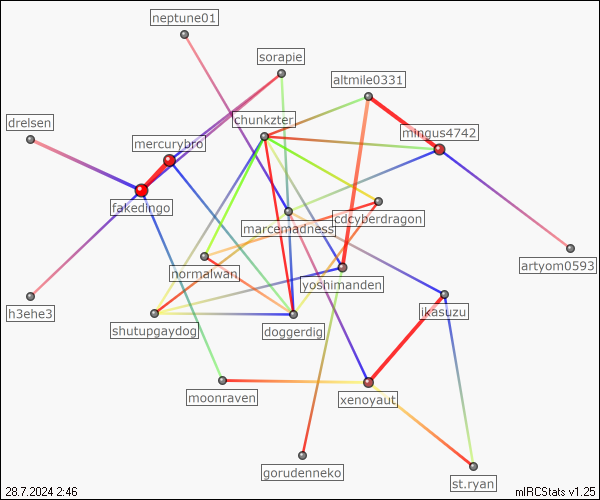 neptune01
sorapie
altmile0331
drelsen
chunkzter
mingus4742
mercurybro
fakedingo
cdcyberdragon
marcemadness
artyom0593
normalwan
yoshimanden
h3ehe3
ikasuzu
shutupgaydog
doggerdig
moonraven
xenoyaut
gorudenneko
st.ryan
28.7.2024 2:46
mIRCStats v1.25